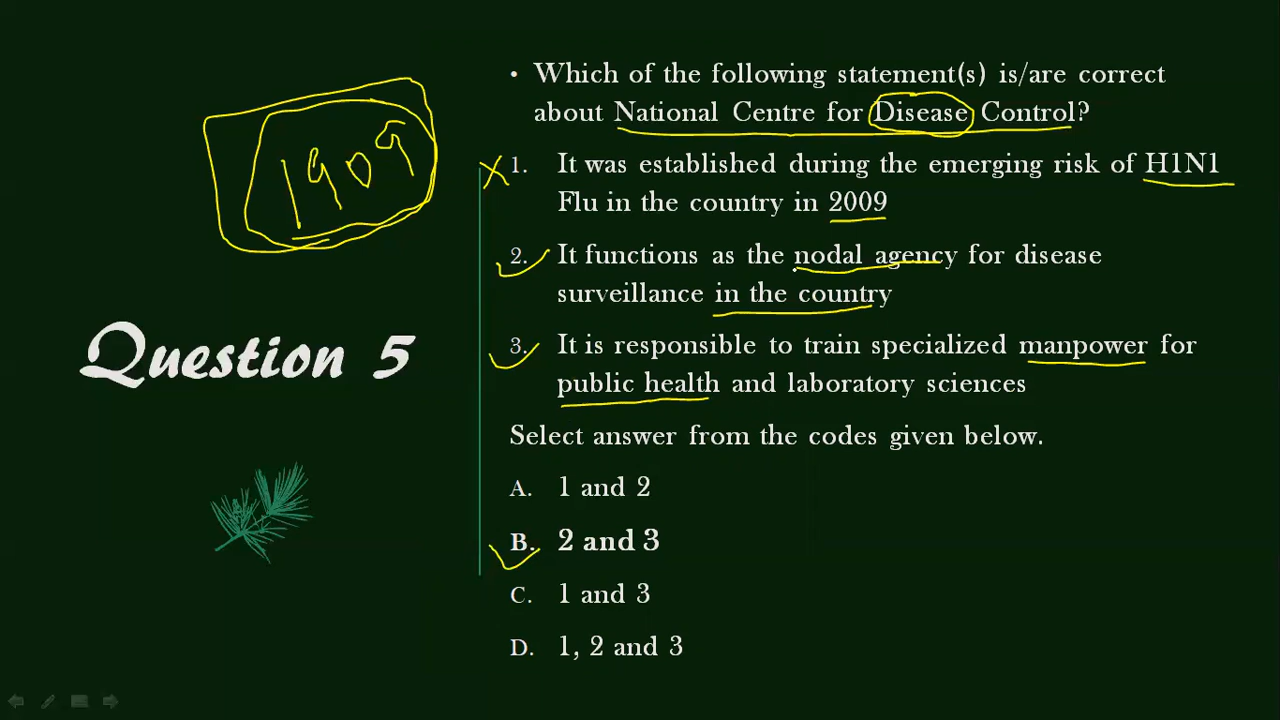 1909
Question 5
• Which of the following statement(s) is/are correct
about National Centre for Disease Control?
1. It was established during the emerging risk of H1N1
Flu in the country in 2009
2. It functions as the nodal agency for disease
surveillance in the country
3. It is responsible to train specialized manpower for
public health and laboratory sciences
Select answer from the codes given below.
A. 1 and 2
B. 2 and 3
C. 1 and 3
D. 1, 2 and 3